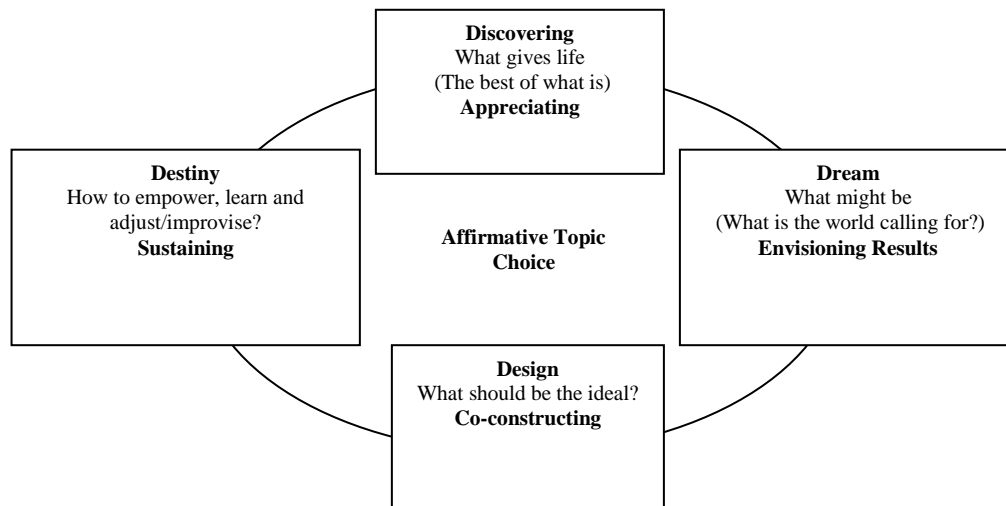 Discovering
What gives life
(The best of what is)
Appreciating
Destiny
How to empower, learn and
adjust/improvise?
Sustaining
Affirmative Topic
Choice
Dream
What might be
(What is the world calling for?)
Envisioning Results
Design
What should be the ideal?
Co-constructing